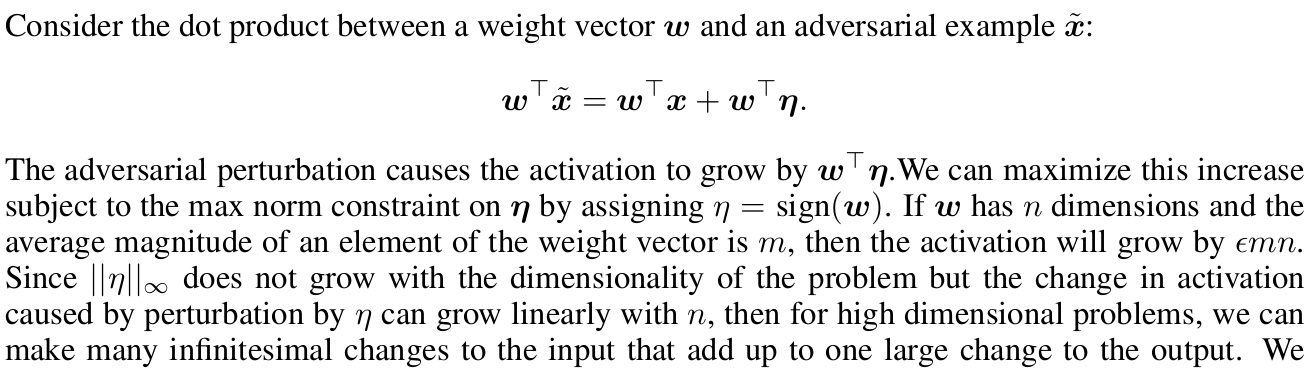 Consider the dot product between a weight vector w and an adversarial example x̃:
w⊤x̃ = w⊤x + w⊤η.
The adversarial perturbation causes the activation to grow by w⊤η.We can maximize this increase
subject to the max norm constraint on η by assigning η = sign(w). If w has n dimensions and the
average magnitude of an element of the weight vector is m, then the activation will grow by ϵmn.
Since ||η||∞ does not grow with the dimensionality of the problem but the change in activation
caused by perturbation by η can grow linearly with n, then for high dimensional problems, we can
make many infinitesimal changes to the input that add up to one large change to the output. We